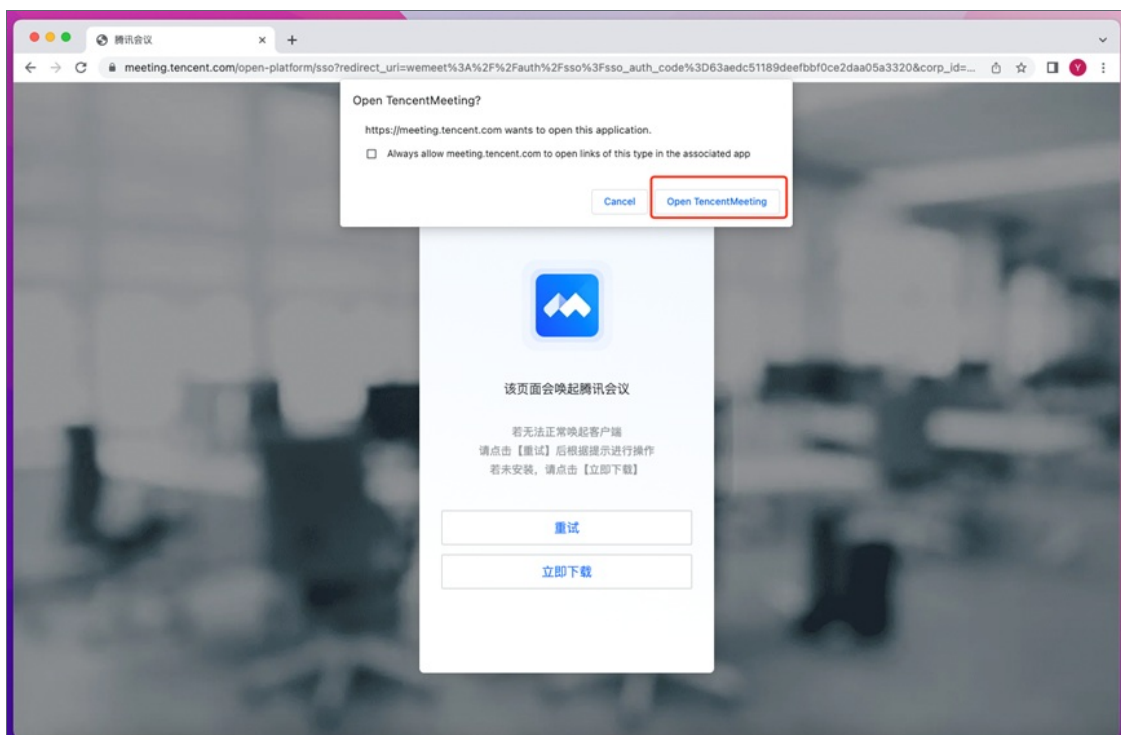 腾讯会议
meeting.tencent.com/open-platform/sso?redirect_uri=wemeet%3A%2F%2Fauth%2Fsso%3Fsso_auth_code%3D63aedc51189deefbbf0ce2daa05a3320&corp_id=...
Y
Open TencentMeeting?
https://meeting.tencent.com wants to open this application.
Always allow meeting.tencent.com to open links of this type in the associated app
Cancel Open TencentMeeting
该页面会唤起腾讯会议
若无法正常唤起客户端
请点击【重试】后根据提示进行操作
若未安装，请点击【立即下载】
重试
立即下载